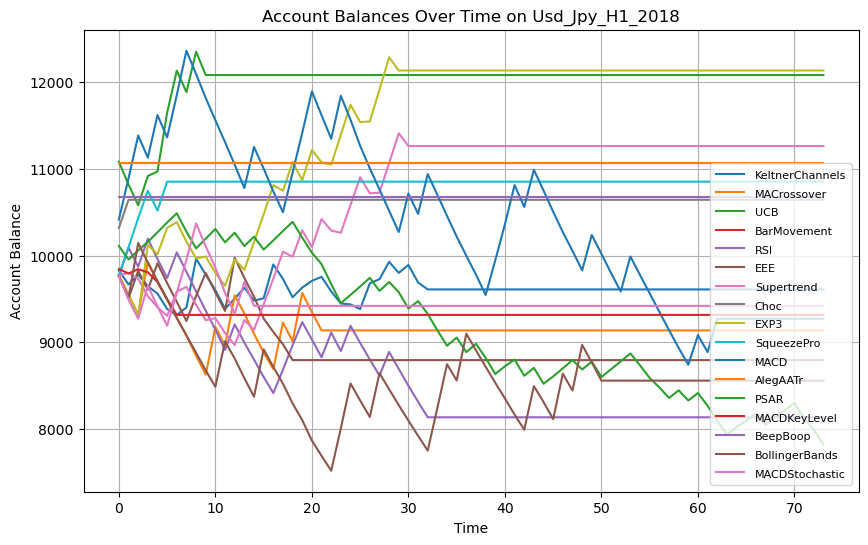 Account Balances Over Time on Usd_Jpy_H1_2018
Account Balance
12000
11000
10000
9000
8000
KeltnerChannels
MACrossover
UCB
BarMovement
RSI
EEE
Supertrend
Choc
EXP3
SqueezePro
MACD
AlegAATr
PSAR
MACDKeyLevel
BeepBoop
BollingerBands
MACDStochastic
0 10 20 30 40 50 60 70
Time